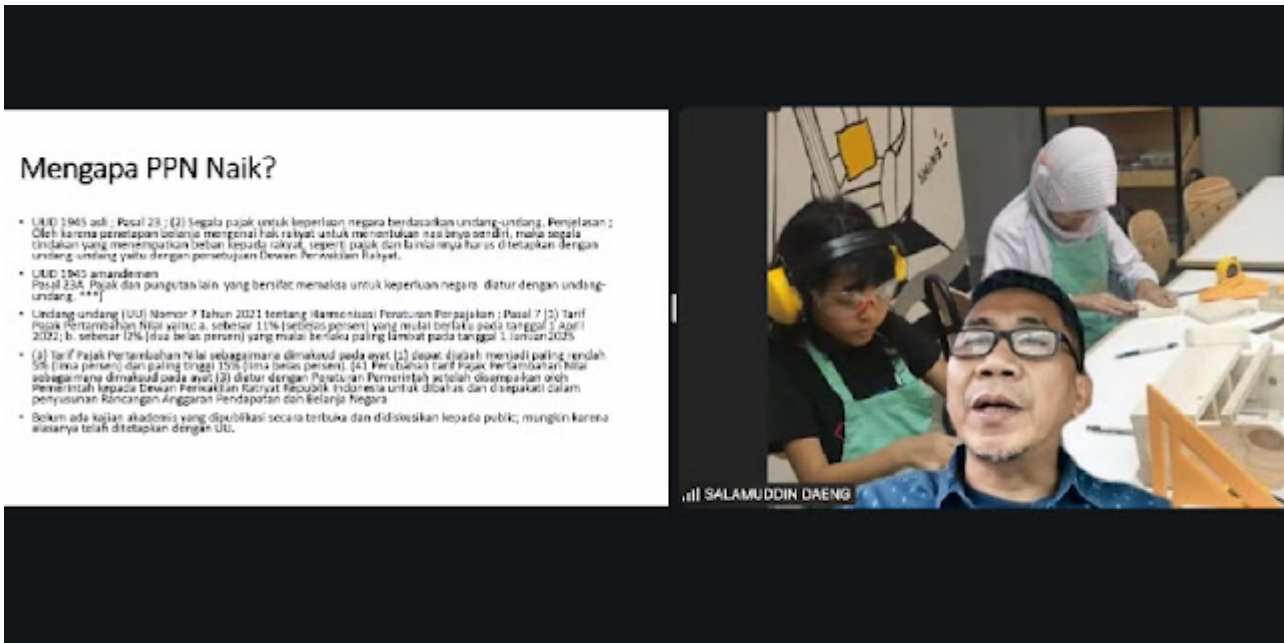 Mengapa PPN Naik?
• UUD 1945 asli ; Pasal 23 ; (2) Segala pajak untuk keperluan negara berdasarkan undang-undang. Penjelasan ;
Oleh karena penetapan belanja mengenai hak rakyat untuk menentukan nasibnya sendiri, maka segala
tindakan yang menempatkan beban kepada rakyat, seperti pajak dan lain-lainnya harus ditetapkan dengan
undang-undang yaitu dengan persetujuan Dewan Perwakilan Rakyat.
• UUD 1945 amandemen
Pasal 23A Pajak dan pungutan lain yang bersifat memaksa untuk keperluan negara diatur dengan undang-
undang. ***)
• Undang-undang (UU) Nomor 7 Tahun 2021 tentang Harmonisasi Peraturan Perpajakan ; Pasal 7 (1) Tarif
Pajak Pertambahan Nilai yaitu: a. sebesar 11% (sebelas persen) yang mulai berlaku pada tanggal 1 April
2022; b. sebesar 12% (dua belas persen) yang mulai berlaku paling lambat pada tanggal 1 Januari 2025
• (3) Tarif Pajak Pertambahan Nilai sebagaimana dimaksud pada ayat (1) dapat diubah menjadi paling rendah
5% (lima persen) dan paling tinggi 15% (lima belas persen). (4) Perubahan tarif Pajak Pertambahan Nilai
sebagaimana dimaksud pada ayat (3) diatur dengan Peraturan Pemerintah setelah disampaikan oleh
Pemerintah kepada Dewan Perwakilan Rakyat Republik Indonesia untuk dibahas dan disepakati dalam
penyusunan Rancangan Anggaran Pendapatan dan Belanja Negara
• Belum ada kajian akademis yang dipublikasi secara terbuka dan didiskusikan kepada public; mungkin karena
alasanya telah ditetapkan dengan UU.
SALAMUDDIN DAENG